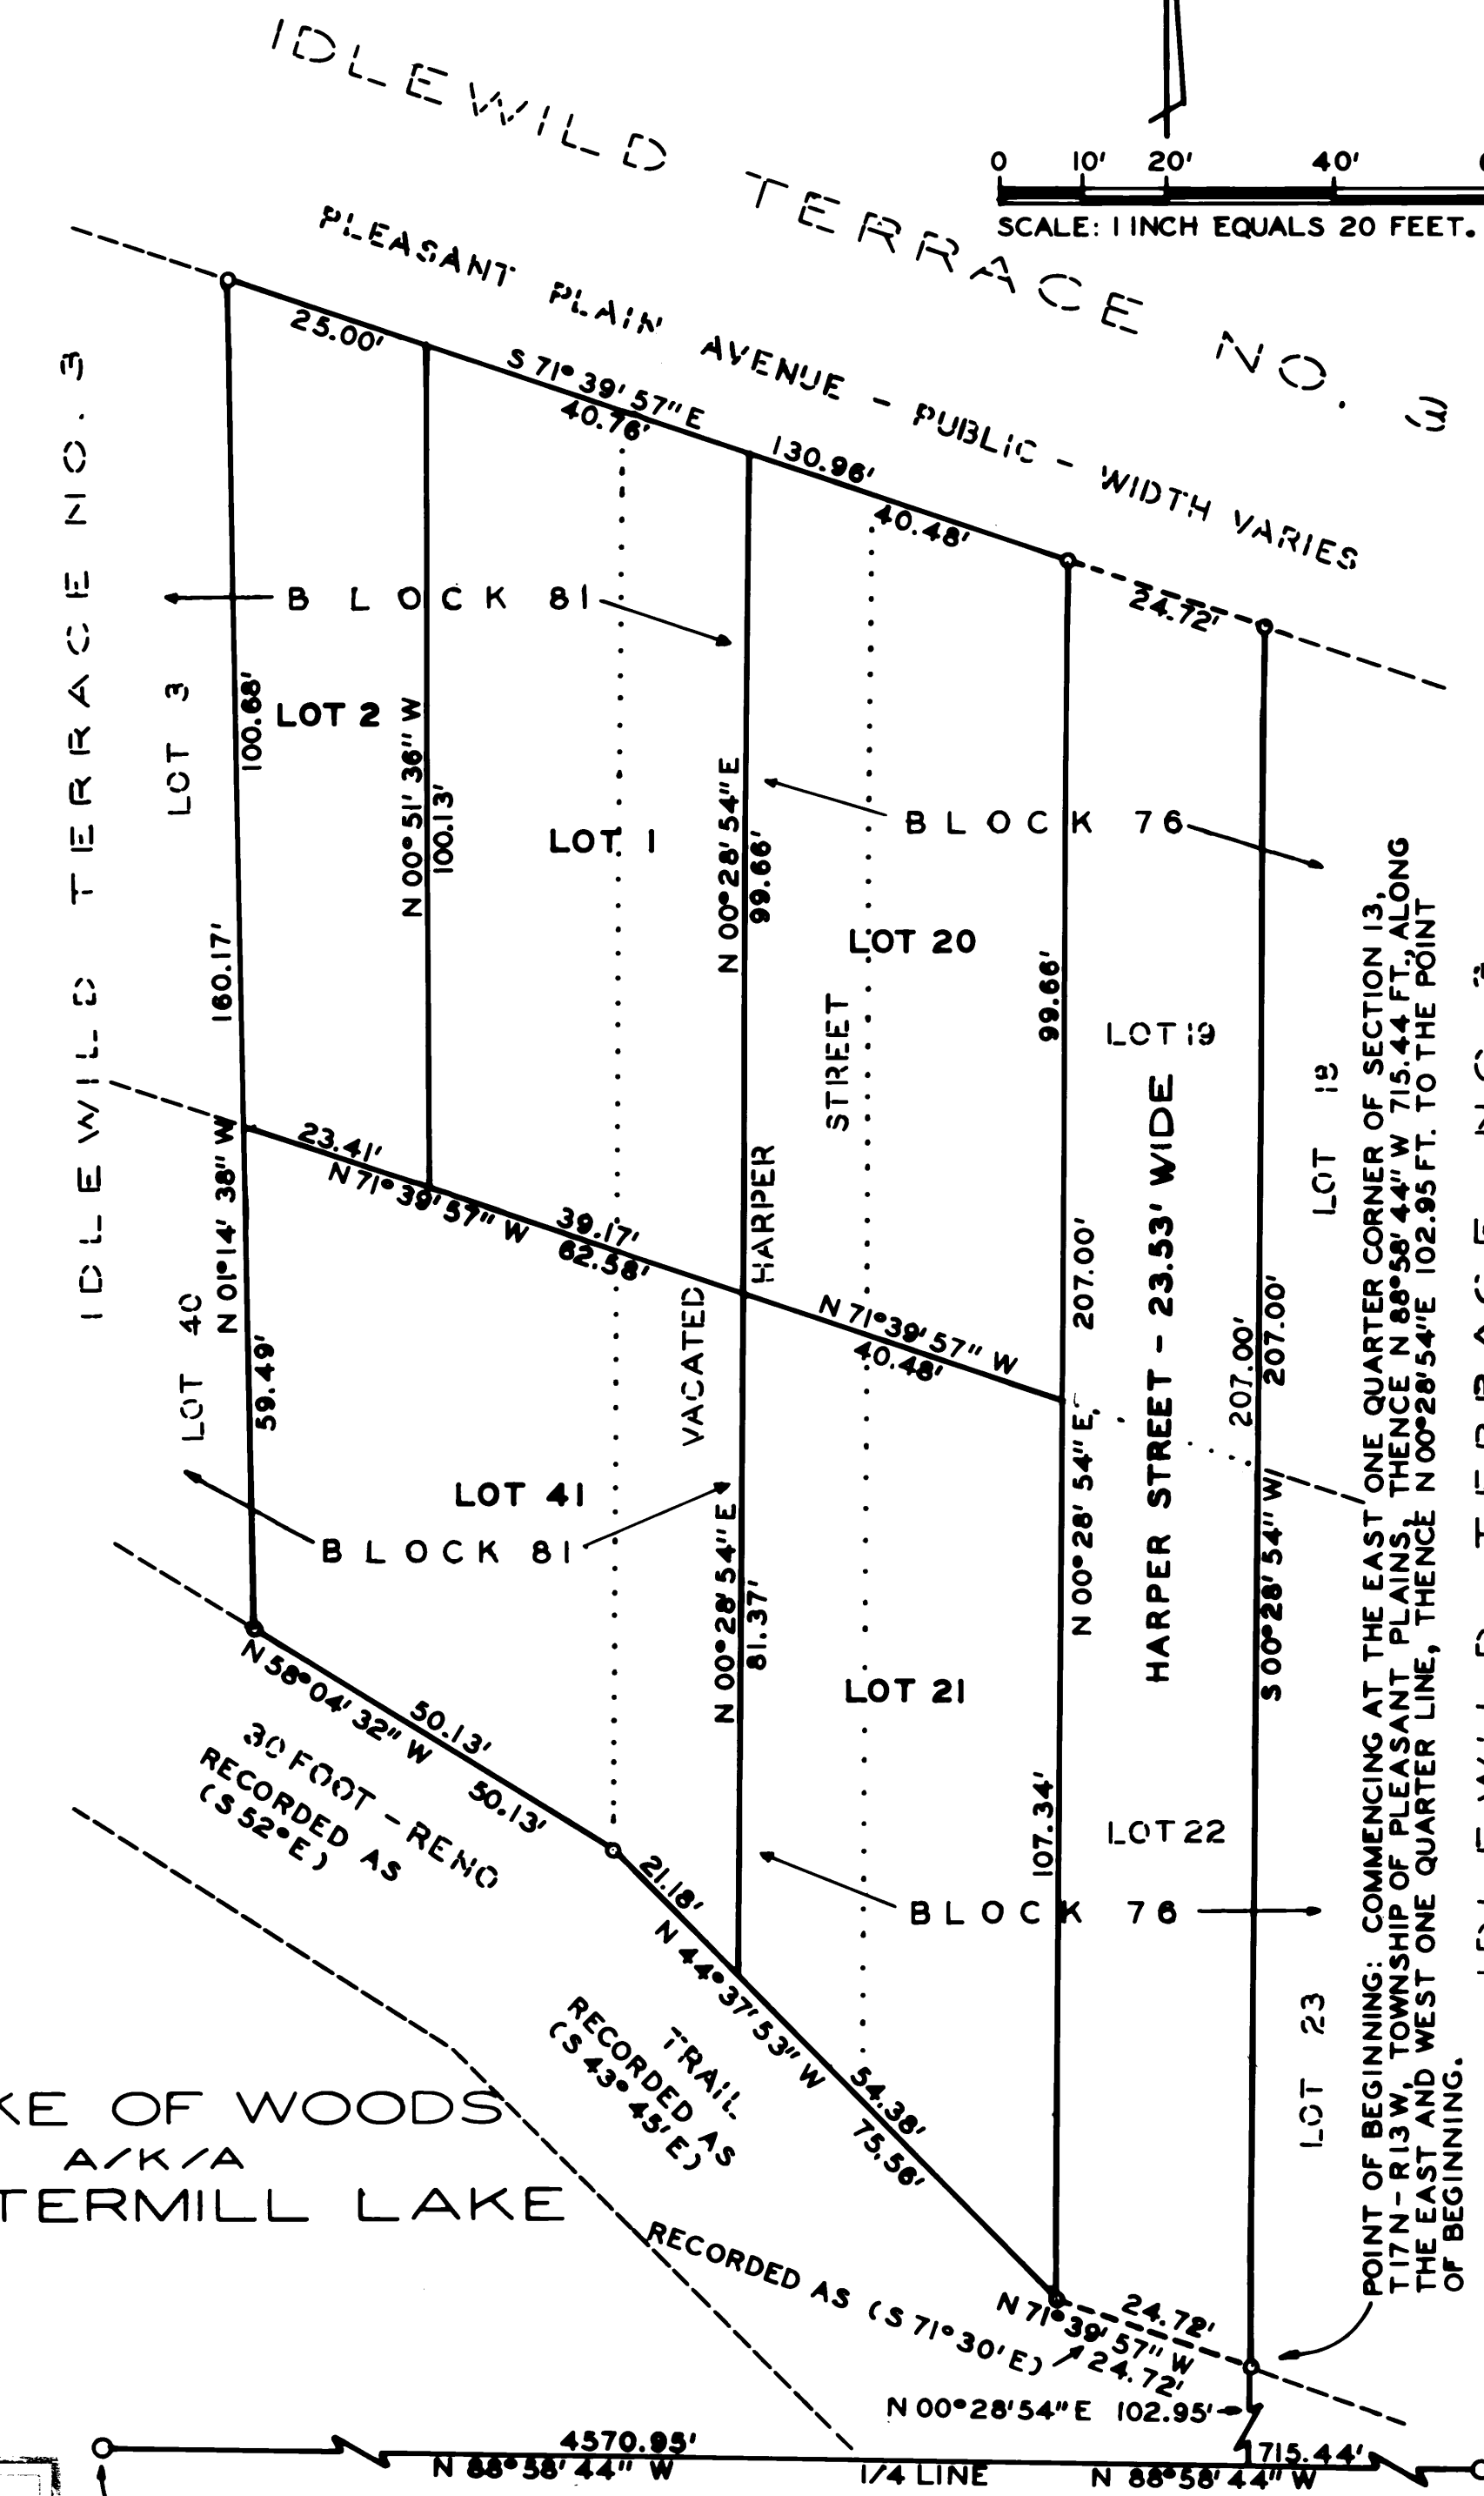 IDLEWILD TERRACE NO. 3
0 10' 20' 40'
SCALE: 1 INCH EQUALS 20 FEET.
PLEASANT PLAIN AVENUE - PUBLIC - WIDTH VARIES
25.00'
S 71° 39' 57" E
40.76'
130.96'
40.48'
24.72'
IDLEWILD TERRACE NO. 3
BLOCK 81
LOT 3
100.68'
LOT 2
N 00° 51' 36" W
100.13'
LOT 1
N 00° 28' 54" E
99.66'
BLOCK 76
LOT 20
99.66'
LOT 19
160.17'
STREET
HARPER
VACATED
HARPER STREET - 23.53' WIDE
LOT 18
23.41'
N 71° 39' 57" W
39.17'
62.58'
N 71° 39' 57" W
40.48'
N 01° 14' 38" W
LOT 40
59.49'
207.00'
207.00'
207.00'
N 00° 28' 54" E
S 00° 28' 54" W
LOT 41
BLOCK 81
N 00° 28' 54" E
81.37'
LOT 21
107.34'
LOT 22
BLOCK 76
LOT 23
N 58° 04' 32" W
50.13'
50.13'
30 FOOT - RENO
RECORDED AS
(S 52° E)
21.18'
N 44° 37' 53" W
54.38'
75.56'
TRAIL
RECORDED AS
(S 43° 45' E)
POINT OF BEGINNING: COMMENCING AT THE EAST ONE QUARTER CORNER OF SECTION 13,
T17N-R13W, TOWNSHIP OF PLEASANT PLAINS, THENCE N 88° 58' 44" W 715.44 FT., ALONG
THE EAST AND WEST ONE QUARTER LINE, THENCE N 00° 28' 54" E 102.95 FT. TO THE POINT
OF BEGINNING.
KE OF WOODS
A/K/A
TERMILL LAKE
RECORDED AS (S 71° 30' E)
N 71° 39' 57" W
24.72'
24.72'
N 00° 28' 54" E 102.95'
4570.95'
N 88° 58' 44" W
1/4 LINE
715.44'
N 88° 58' 44" W